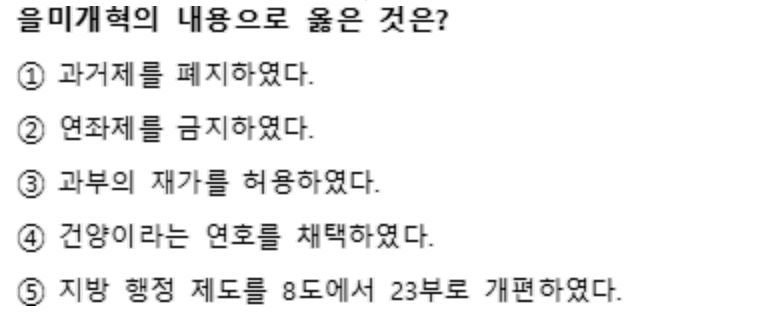 을미개혁의 내용으로 옳은 것은?
① 과거제를 폐지하였다.
② 연좌제를 금지하였다.
③ 과부의 재가를 허용하였다.
④ 건양이라는 연호를 채택하였다.
⑤ 지방 행정 제도를 8도에서 23부로 개편하였다.